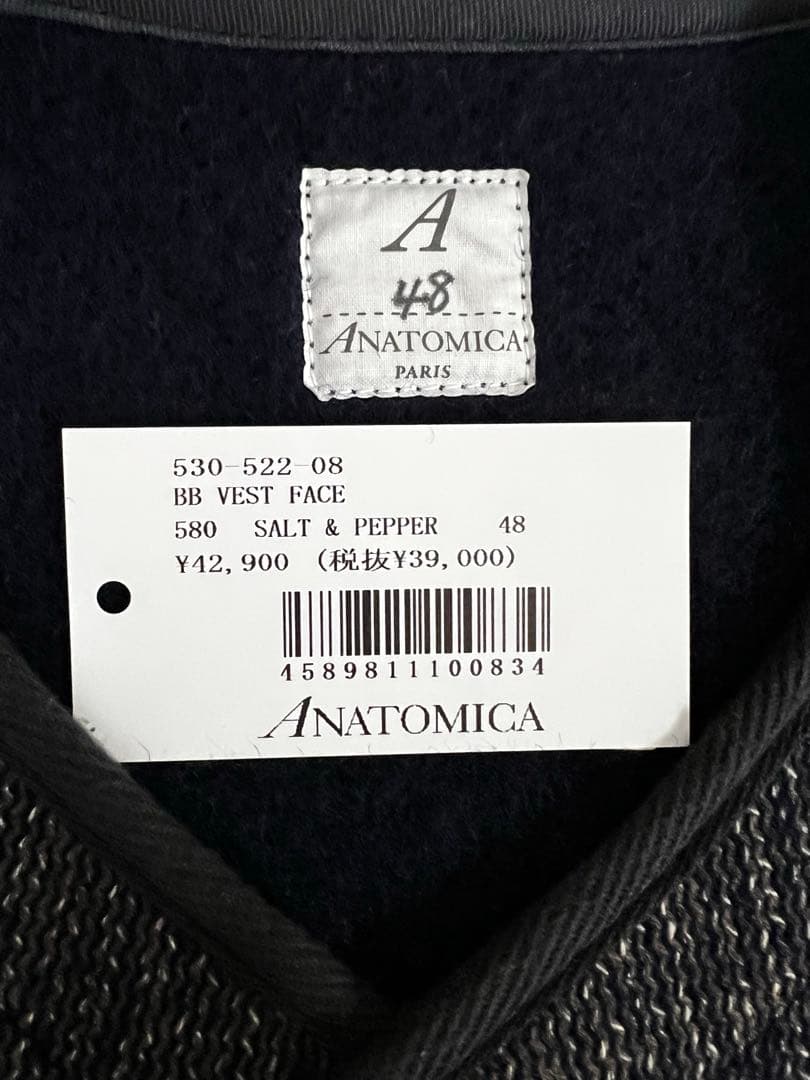 A
48
ANATOMICA
PARIS
530-522-08
BB VEST FACE
580 SALT & PEPPER 48
¥42,900 (税抜¥39,000)
4589811100834
ANATOMICA